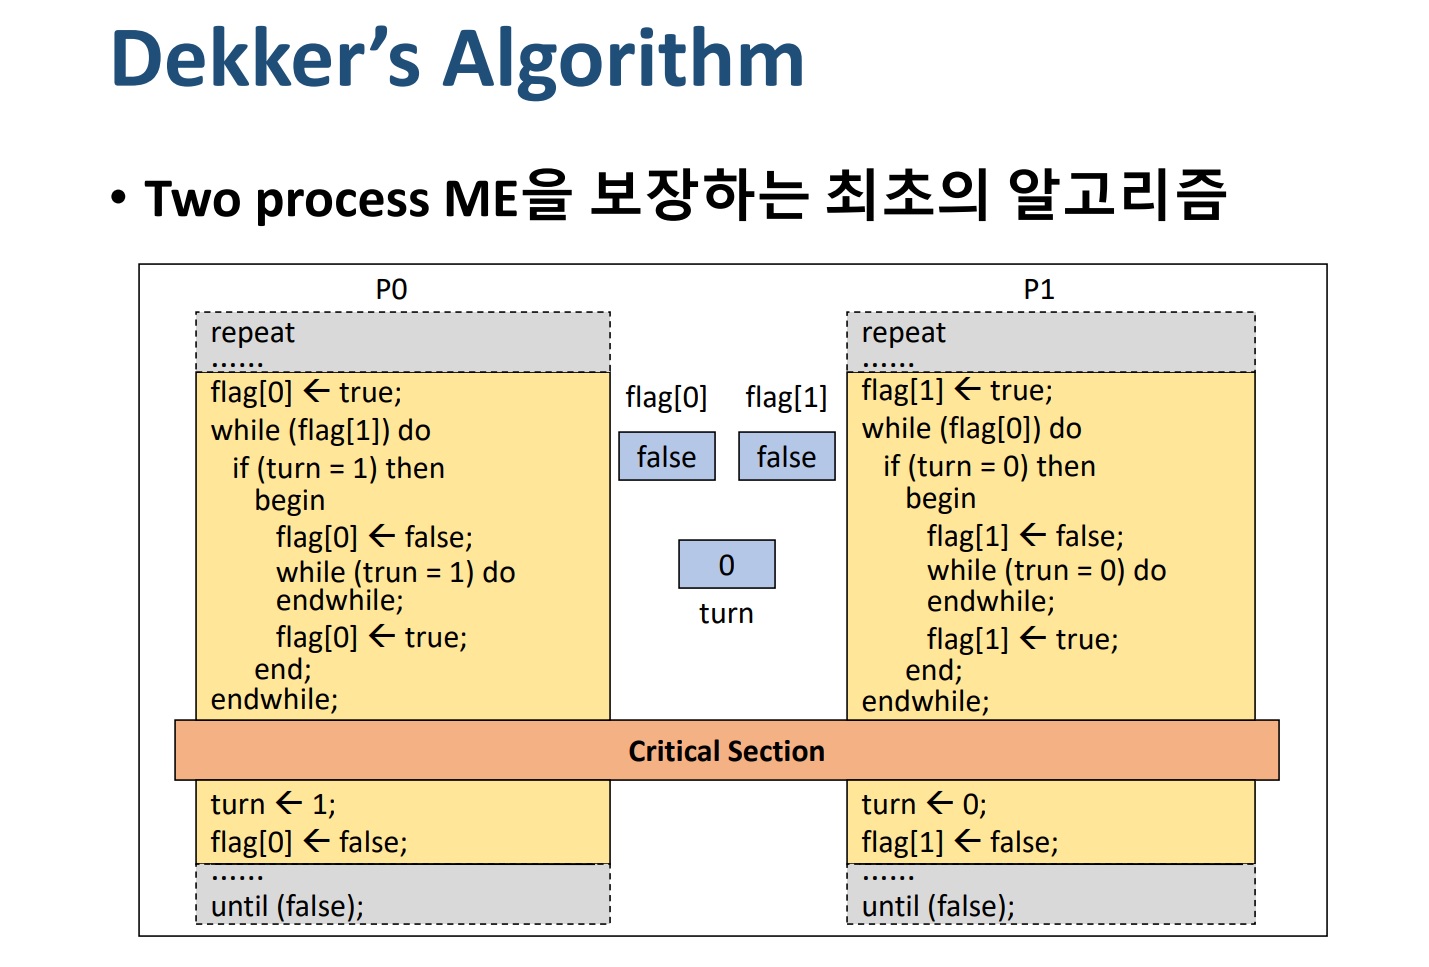 Dekker's Algorithm
• Two process ME을 보장하는 최초의 알고리즘
P0
repeat
......
flag[0] ← true;
while (flag[1]) do
if (turn = 1) then
begin
flag[0] ← false;
while (trun = 1) do
endwhile;
flag[0] ← true;
end;
endwhile;
flag[0] flag[1]
false false
0
turn
P1
repeat
......
flag[1] ← true;
while (flag[0]) do
if (turn = 0) then
begin
flag[1] ← false;
while (trun = 0) do
endwhile;
flag[1] ← true;
end;
endwhile;
Critical Section
turn ← 1;
flag[0] ← false;
......
until (false);
turn ← 0;
flag[1] ← false;
......
until (false);